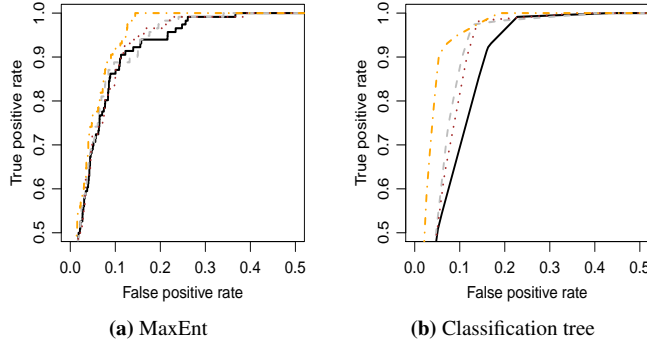 1.0
0.9
0.8
0.7
0.6
0.5
True positive rate
0.0 0.1 0.2 0.3 0.4 0.5
False positive rate
(a) MaxEnt
1.0
0.9
0.8
0.7
0.6
0.5
True positive rate
0.0 0.1 0.2 0.3 0.4 0.5
False positive rate
(b) Classification tree